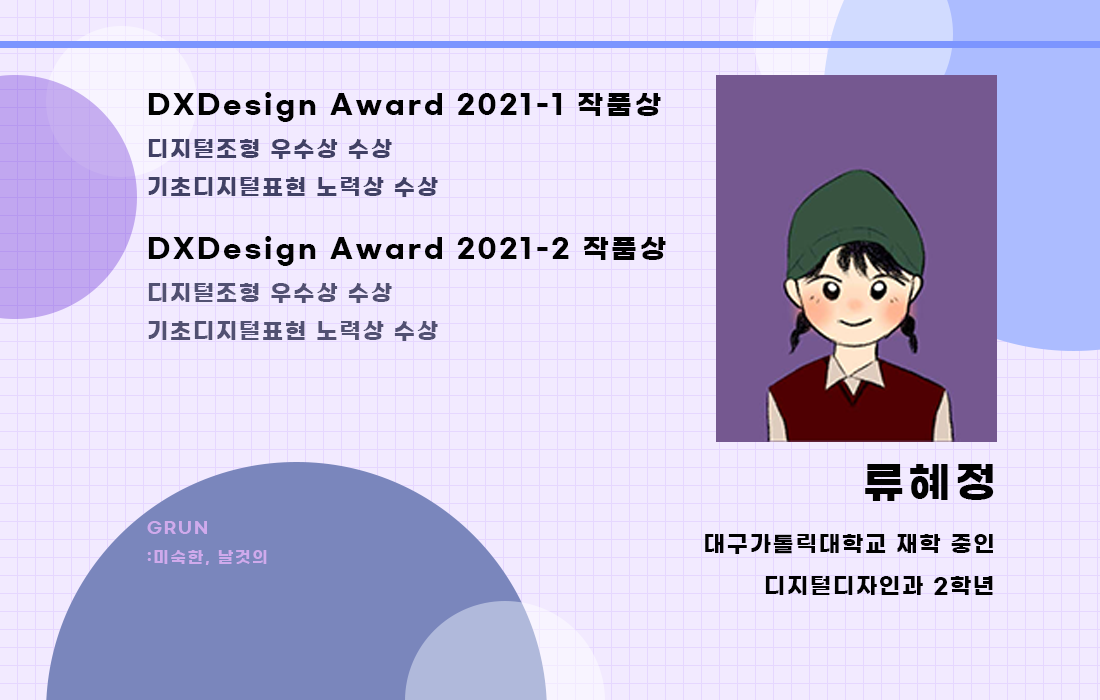 DXDesign Award 2021-1 작품상
디지털조형 우수상 수상
기초디지털표현 노력상 수상
DXDesign Award 2021-2 작품상
디지털조형 우수상 수상
기초디지털표현 노력상 수상
류혜정
대구가톨릭대학교 재학 중인
디지털디자인과 2학년
GRUN
:미숙한, 날것의